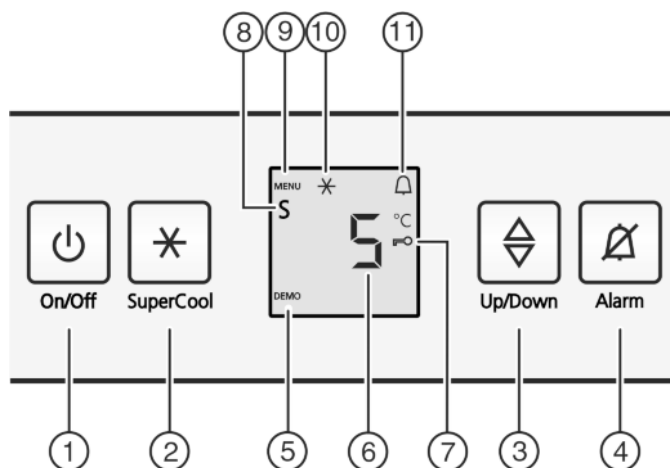 8 9 10 11
MENU
S
5 °C
DEMO
On/Off SuperCool Up/Down Alarm
1 2 5 6 7 3 4